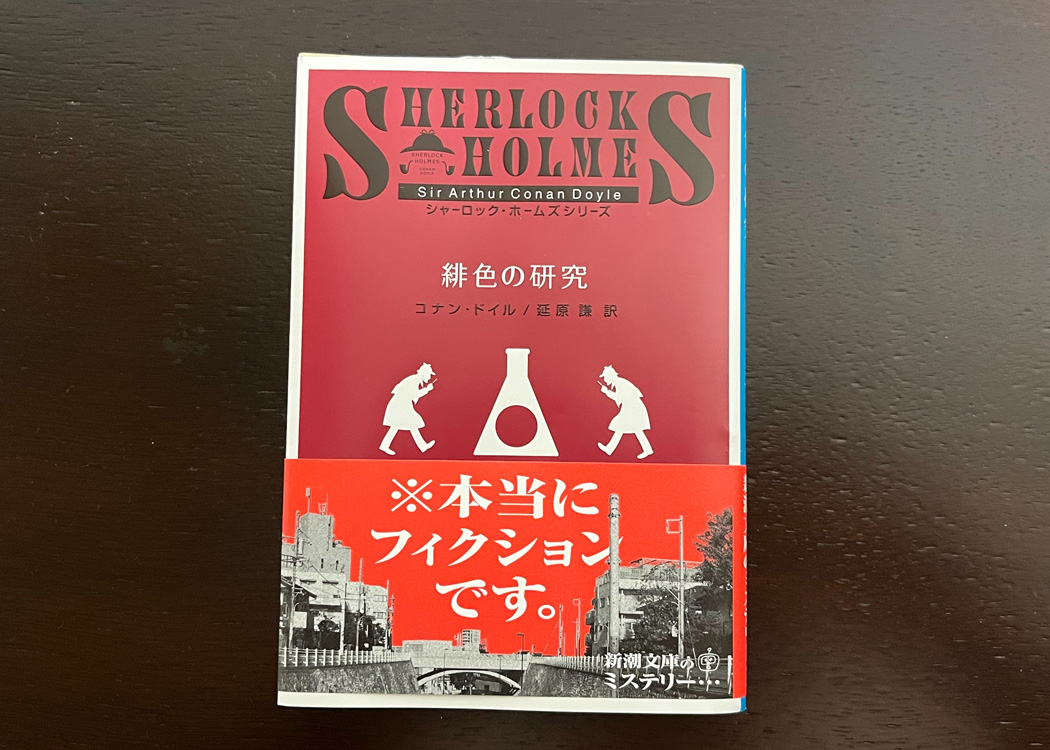 SHERLOCK
HOLMES
SHERLOCK
HOLMES
CONAN
DOYLE
Sir Arthur Conan Doyle
シャーロック・ホームズシリーズ
緋色の研究
コナン・ドイル/延原 謙 訳
※本当に
フィクション
です。
新潮文庫の
ミステリー…